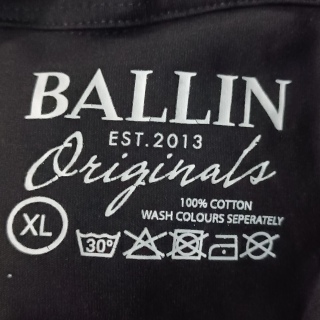 BALLIN
EST.2013
Originals
100% COTTON
WASH COLOURS SEPERATELY
XL
30°